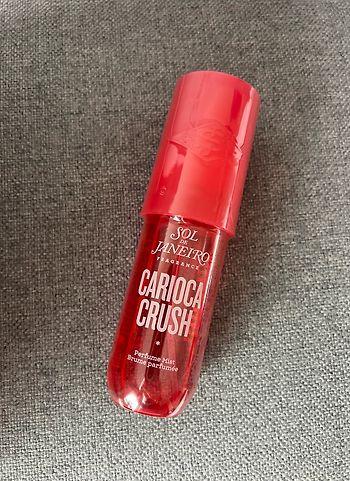 SOL
DE
JANEIRO
FRAGRANCE
CARIOCA
CRUSH
*
Perfume Mist
Brume parfumée